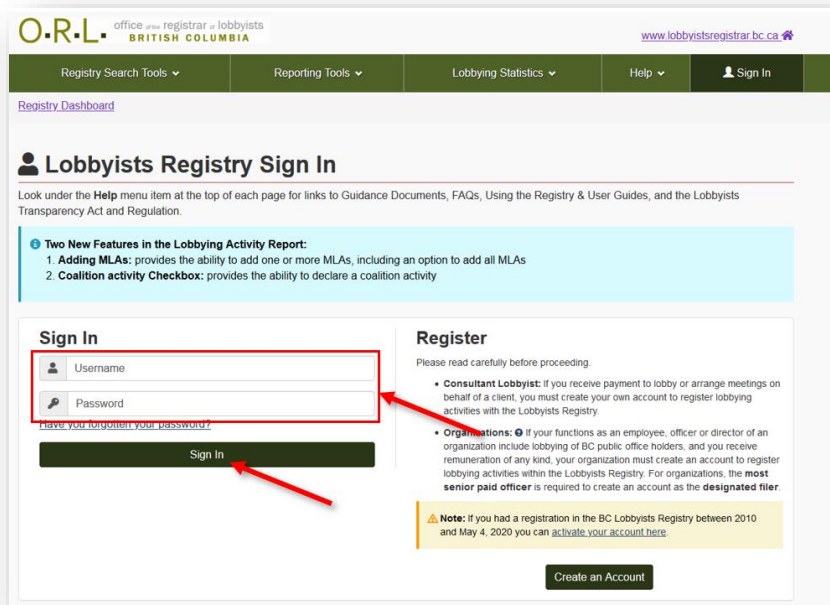 O.R.L. office of the registrar of lobbyists
BRITISH COLUMBIA
www.lobbyistsregistrar.bc.ca
Registry Search Tools Reporting Tools Lobbying Statistics Help Sign In
Registry Dashboard
Lobbyists Registry Sign In
Look under the Help menu item at the top of each page for links to Guidance Documents, FAQs, Using the Registry & User Guides, and the Lobbyists
Transparency Act and Regulation.
Two New Features in the Lobbying Activity Report:
1. Adding MLAs: provides the ability to add one or more MLAs, including an option to add all MLAs
2. Coalition activity Checkbox: provides the ability to declare a coalition activity
Sign In
Username
Password
Have you forgotten your password?
Sign In
Register
Please read carefully before proceeding.
• Consultant Lobbyist: If you receive payment to lobby or arrange meetings on
behalf of a client, you must create your own account to register lobbying
activities with the Lobbyists Registry.
• Organizations: If your functions as an employee, officer or director of an
organization include lobbying of BC public office holders, and you receive
remuneration of any kind, your organization must create an account to register
lobbying activities within the Lobbyists Registry. For organizations, the most
senior paid officer is required to create an account as the designated filer.
Note: If you had a registration in the BC Lobbyists Registry between 2010
and May 4, 2020 you can activate your account here.
Create an Account